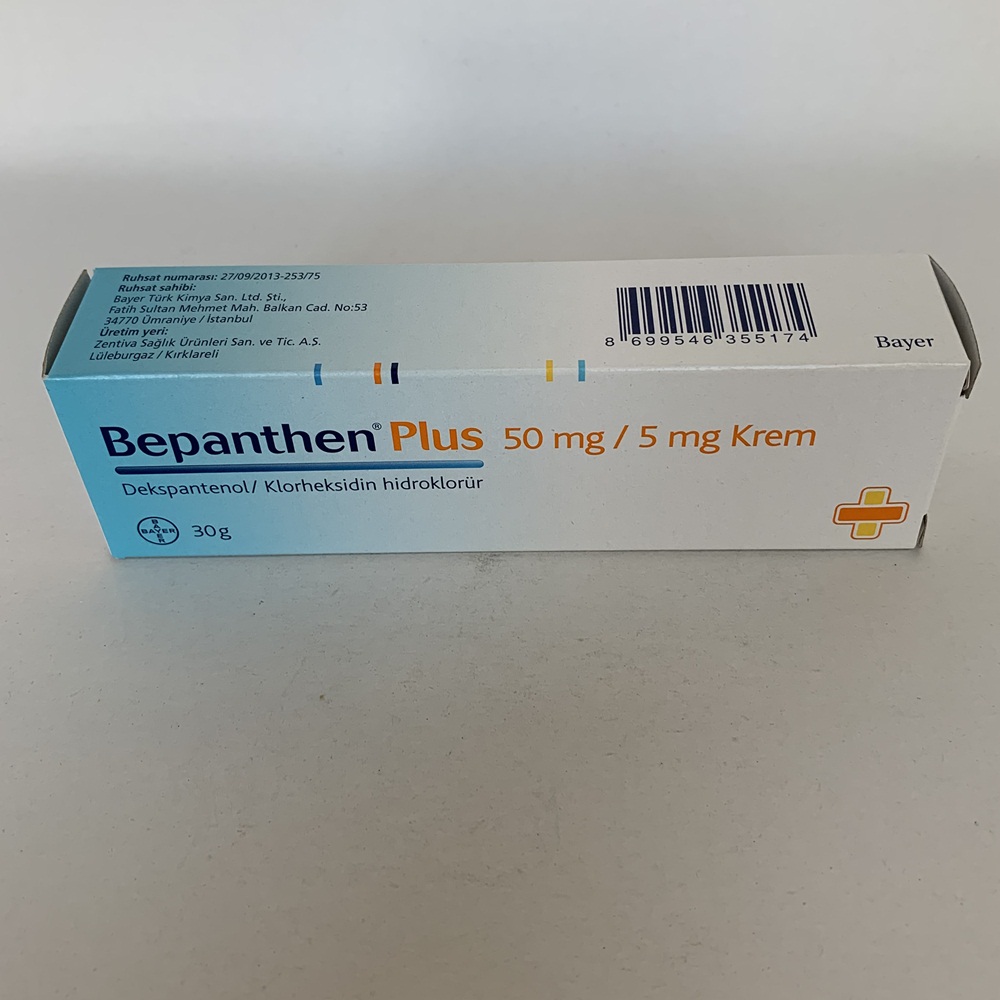 Ruhsat numarası: 27/09/2013-253/75
Ruhsat sahibi:
Bayer Türk Kimya San. Ltd. Sti.,
Fatih Sultan Mehmet Mah. Balkan Cad. No:53
34770 Ümraniye / İstanbul
Üretim yeri:
Zentiva Sağlık Ürünleri San. ve Tic. A.S.
Lüleburgaz / Kırklareli
8 699546 355174
Bayer
Bepanthen® Plus 50 mg / 5 mg Krem
Dekspantenol/ Klorheksidin hidroklorür
BAYER
BAYER
30g